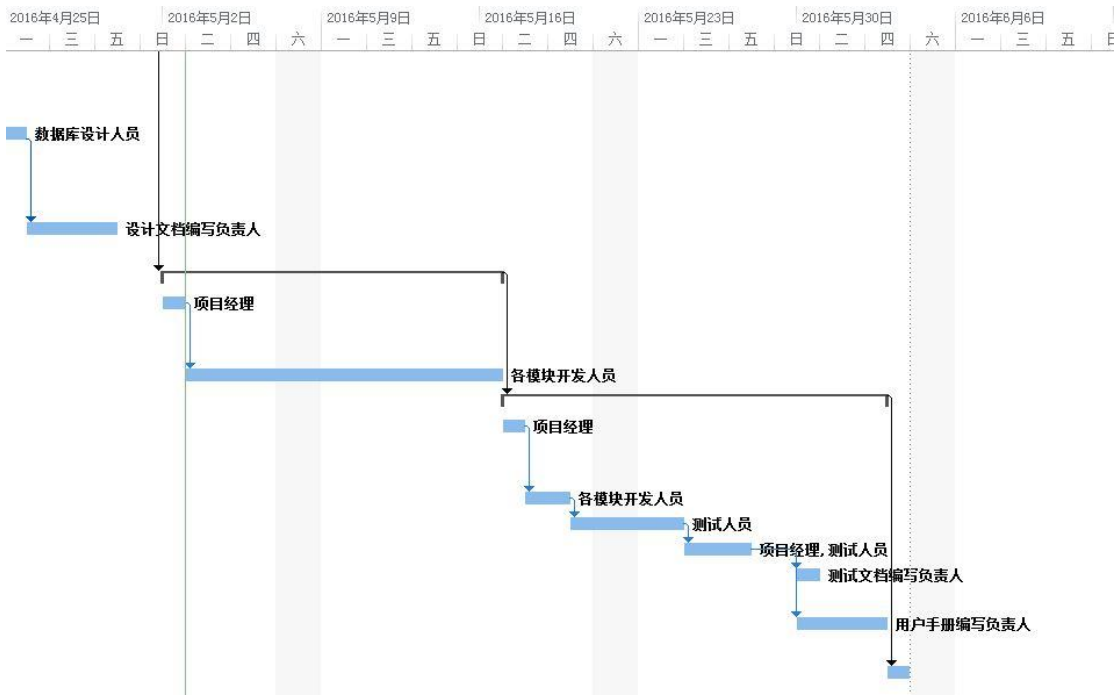 2016年4月25日 2016年5月2日 2016年5月9日 2016年5月16日 2016年5月23日 2016年5月30日 2016年6月6日
一 三 五 日 二 四 六 一 三 五 日 二 四 六 一 三 五 日 二 四 六 一 三 五 日
数据库设计人员
设计文档编写负责人
项目经理
各模块开发人员
项目经理
各模块开发人员
测试人员
项目经理, 测试人员
测试文档编写负责人
用户手册编写负责人